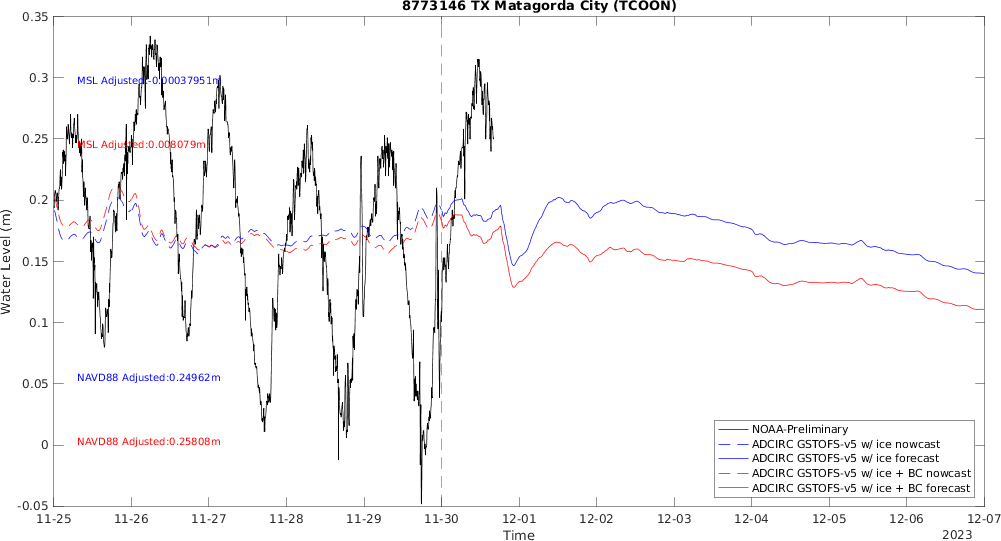 8773146 TX Matagorda City (TCOON)
0.35
0.3
0.25
0.2
0.15
0.1
0.05
0
-0.05
Water Level (m)
MSL Adjusted:-0.00037951m
MSL Adjusted:0.008079m
NAVD88 Adjusted:0.24962m
NAVD88 Adjusted:0.25808m
NOAA-Preliminary
ADCIRC GSTOFS-v5 w/ ice nowcast
ADCIRC GSTOFS-v5 w/ ice forecast
ADCIRC GSTOFS-v5 w/ ice + BC nowcast
ADCIRC GSTOFS-v5 w/ ice + BC forecast
11-25 11-26 11-27 11-28 11-29 11-30 12-01 12-02 12-03 12-04 12-05 12-06 12-07
Time
2023